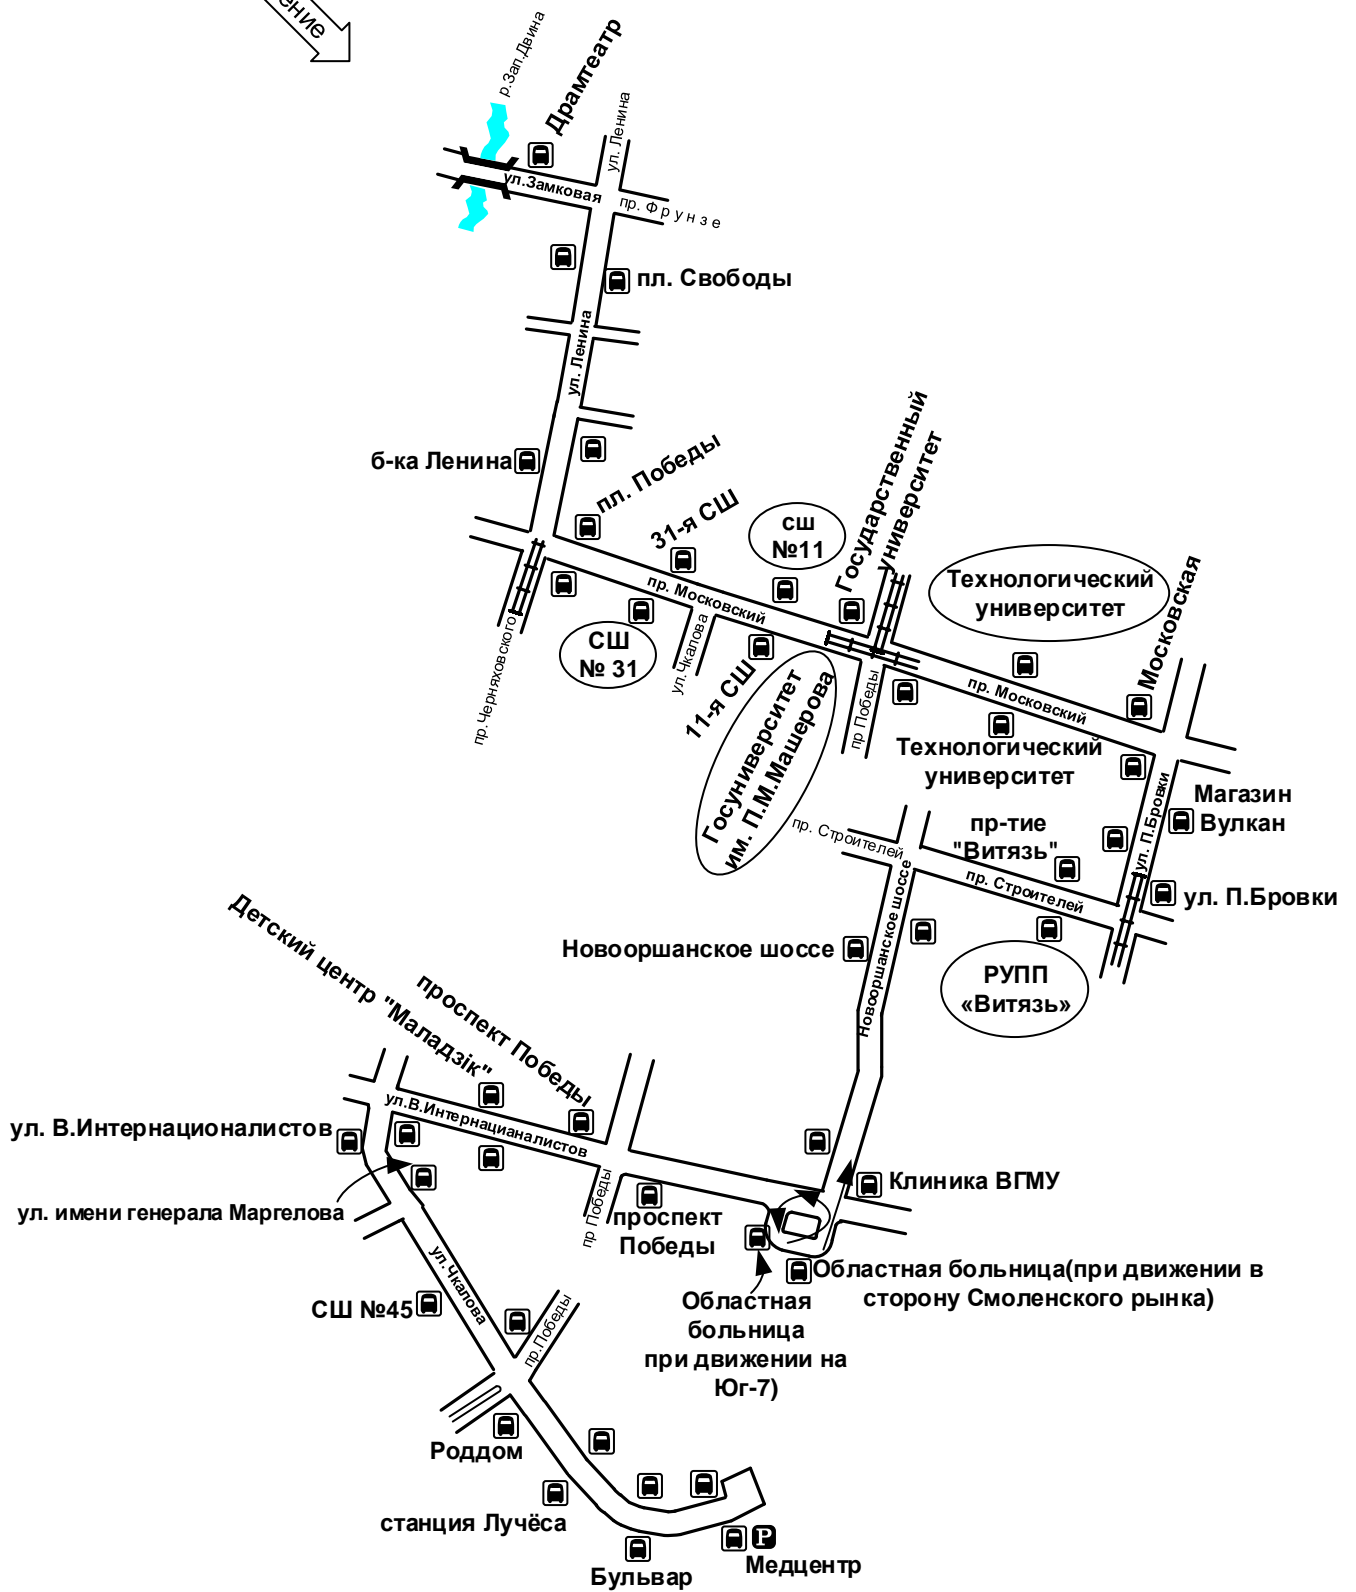 ение
р.Зап.Двина
Драмтеатр
ул. Ленина
ул.Замковая
пр. Фрунзе
пл. Свободы
ул. Ленина
б-ка Ленина
пл. Победы
31-я СШ
сш
№11
Государственный
университет
Технологический
университет
Московская
пр. Московский
СШ
№ 31
ул.Чкалова
пр.Черняховского
11-я СШ
Госуниверситет
им. П.М.Машерова
пр Победы
пр. Московский
Технологический
университет
Магазин
Вулкан
ул. П.Бровки
пр-тие
"Витязь"
пр. Строителей
пр. Строителей
ул. П.Бровки
Новооршанское шоссе
Новооршанское шоссе
РУПП
«Витязь»
Детский центр "Маладзік"
проспект Победы
ул.В.Интернацианалистов
ул. В.Интернационалистов
ул. имени генерала Маргелова
пр Победы
проспект
Победы
Клиника ВГМУ
Областная больница(при движении в
сторону Смоленского рынка)
Областная
больница
при движении на
Юг-7)
ул.Чкалова
СШ №45
пр.Победы
Роддом
станция Лучёса
Бульвар
P
Медцентр